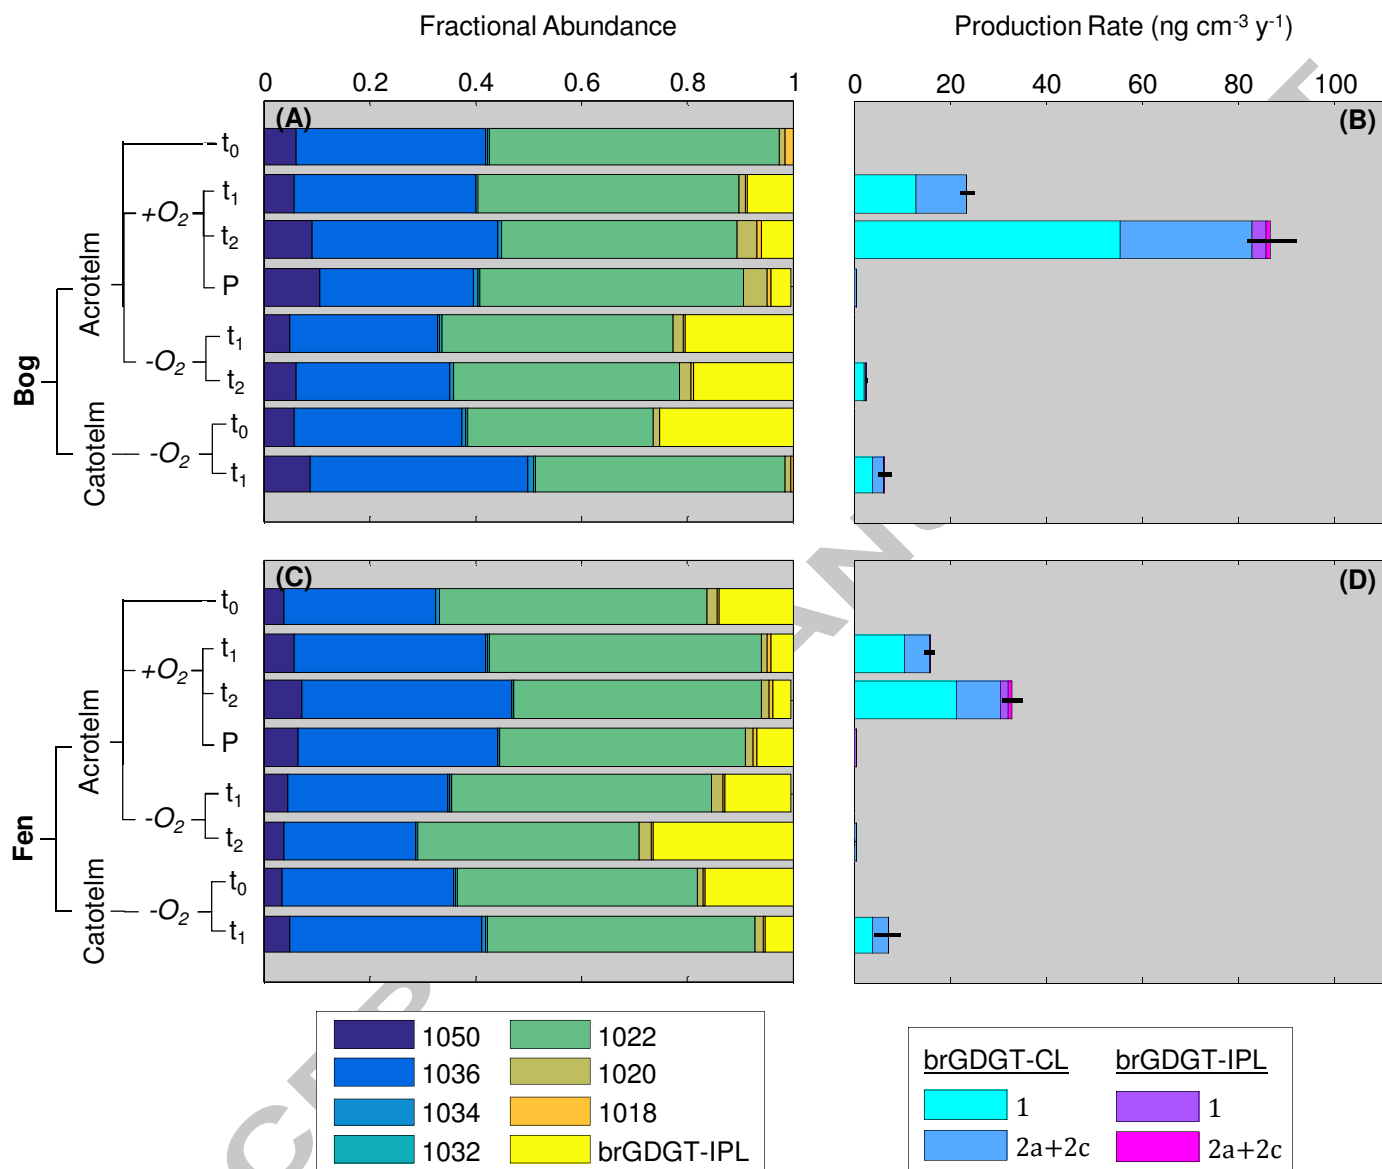 Fractional Abundance
Production Rate (ng cm-3 y-1)
0 0.2 0.4 0.6 0.8 1
0 20 40 60 80 100
(A)
(B)
Bog
Acrotelm
t0
+O2
t1
t2
P
-O2
t1
t2
Catotelm
-O2
t0
t1
(C)
(D)
Fen
Acrotelm
t0
+O2
t1
t2
P
-O2
t1
t2
Catotelm
-O2
t0
t1
1050
1036
1034
1032
1022
1020
1018
brGDGT-IPL
brGDGT-CL
1
2a+2c
brGDGT-IPL
1
2a+2c